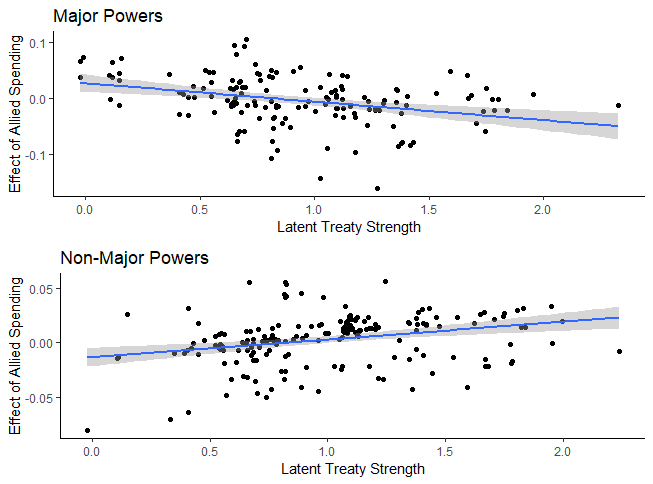 Major Powers
0.1
0.0
-0.1
Effect of Allied Spending
0.0 0.5 1.0 1.5 2.0
Latent Treaty Strength
Non-Major Powers
0.05
0.00
-0.05
Effect of Allied Spending
0.0 0.5 1.0 1.5 2.0
Latent Treaty Strength